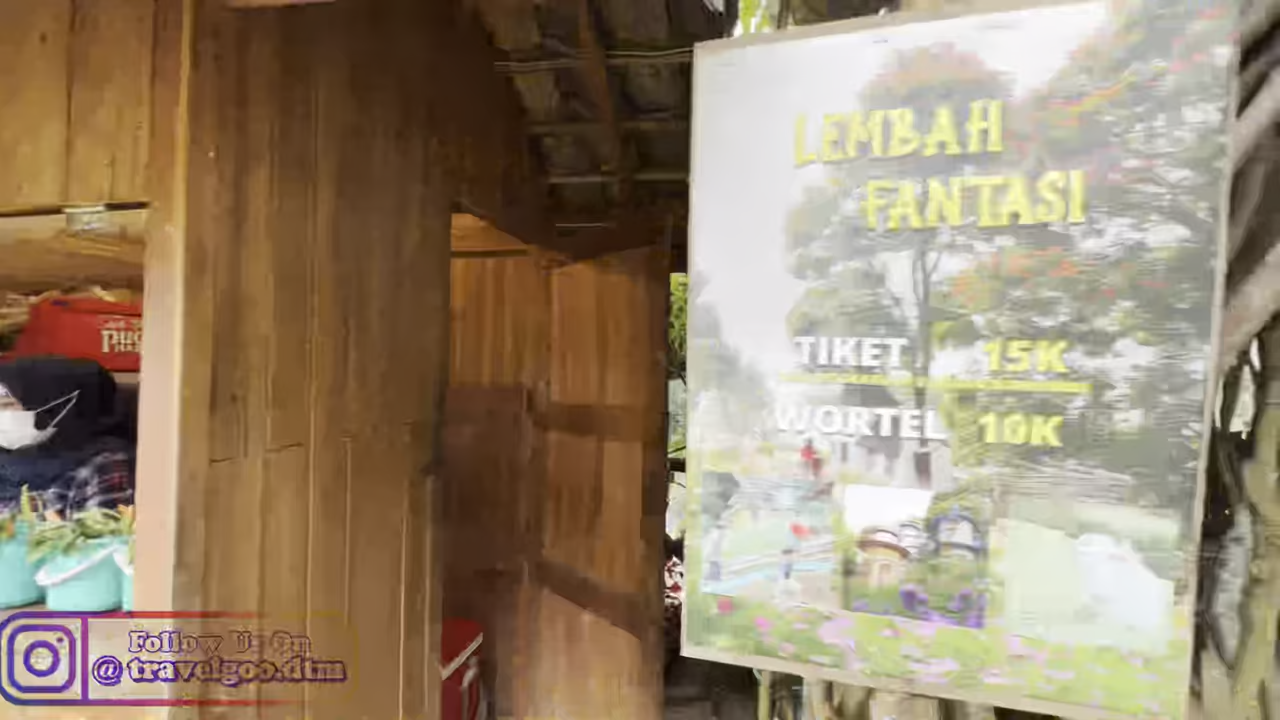 LEMBAH
FANTASI
TIKET 15K
WORTEL 10K
Follow Us On
@travelgoo.dtm